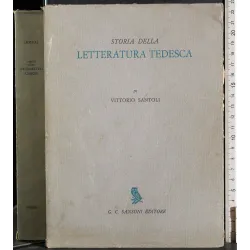 STORIA DELLA
LETTERATURA TEDESCA
DI
VITTORIO SANTOLI
G. C. SANSONI EDITORE